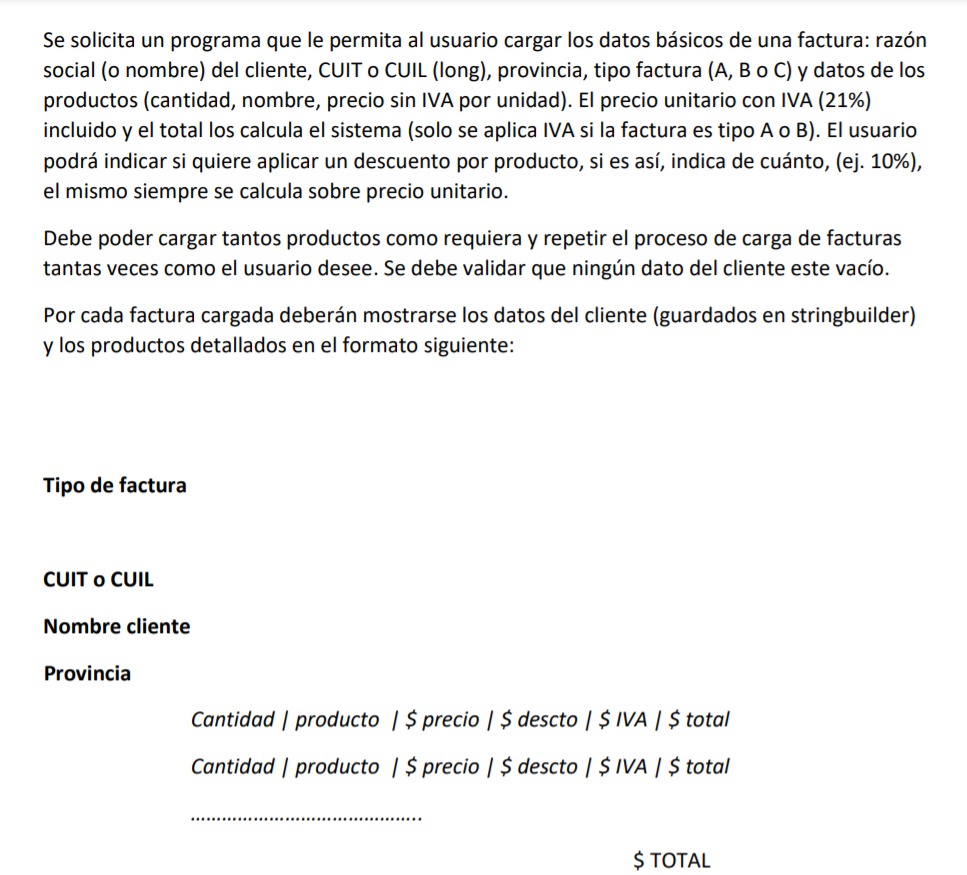 Se solicita un programa que le permita al usuario cargar los datos básicos de una factura: razón
social (o nombre) del cliente, CUIT o CUIL (long), provincia, tipo factura (A, B o C) y datos de los
productos (cantidad, nombre, precio sin IVA por unidad). El precio unitario con IVA (21%)
incluido y el total los calcula el sistema (solo se aplica IVA si la factura es tipo A o B). El usuario
podrá indicar si quiere aplicar un descuento por producto, si es así, indica de cuánto, (ej. 10%),
el mismo siempre se calcula sobre precio unitario.
Debe poder cargar tantos productos como requiera y repetir el proceso de carga de facturas
tantas veces como el usuario desee. Se debe validar que ningún dato del cliente este vacío.
Por cada factura cargada deberán mostrarse los datos del cliente (guardados en stringbuilder)
y los productos detallados en el formato siguiente:
Tipo de factura
CUIT o CUIL
Nombre cliente
Provincia
Cantidad | producto | $ precio | $ descto | $ IVA | $ total
Cantidad | producto | $ precio | $ descto | $ IVA | $ total
............................................
$ TOTAL